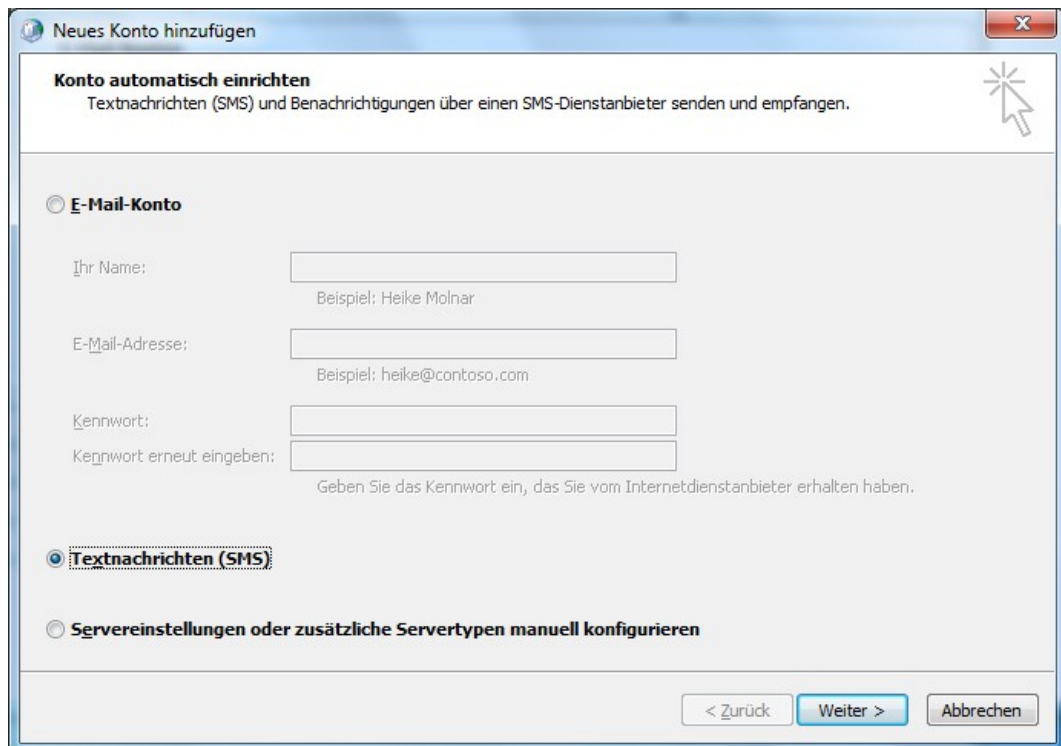 Neues Konto hinzufügen
Konto automatisch einrichten
Textnachrichten (SMS) und Benachrichtigungen über einen SMS-Dienstanbieter senden und empfangen.
E-Mail-Konto
Ihr Name:
Beispiel: Heike Molnar
E-Mail-Adresse:
Beispiel: heike@contoso.com
Kennwort:
Kennwort erneut eingeben:
Geben Sie das Kennwort ein, das Sie vom Internetdienstanbieter erhalten haben.
Textnachrichten (SMS)
Servereinstellungen oder zusätzliche Servertypen manuell konfigurieren
< Zurück Weiter > Abbrechen